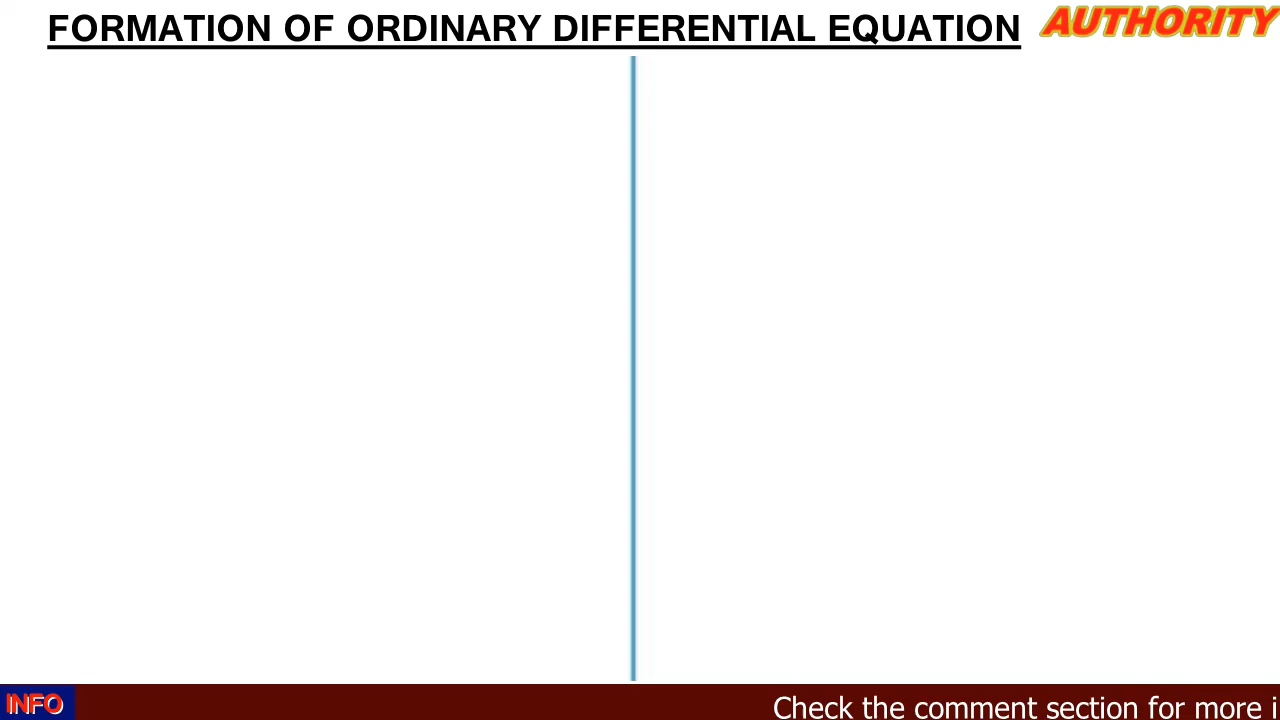 FORMATION OF ORDINARY DIFFERENTIAL EQUATION
AUTHORITY
INFO
Check the comment section for more i